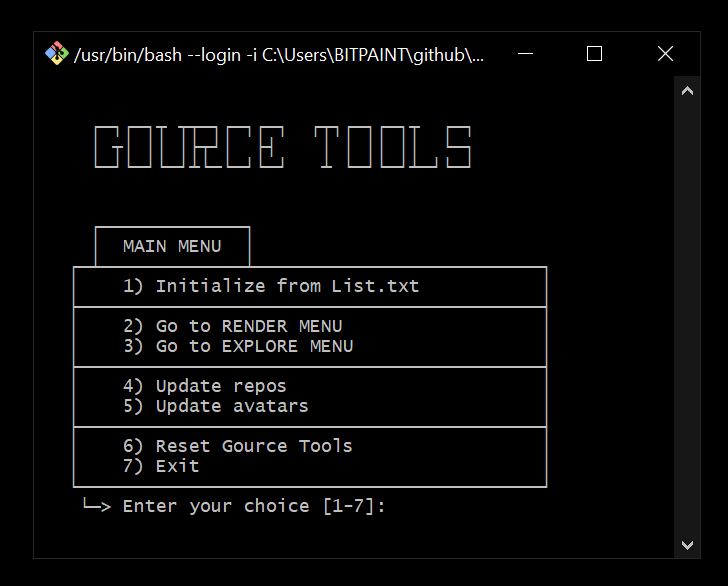 /usr/bin/bash --login -i C:\Users\BITPAINT\github\...
GOURCE TOOLS
MAIN MENU
1) Initialize from List.txt
2) Go to RENDER MENU
3) Go to EXPLORE MENU
4) Update repos
5) Update avatars
6) Reset Gource Tools
7) Exit
└─> Enter your choice [1-7]: